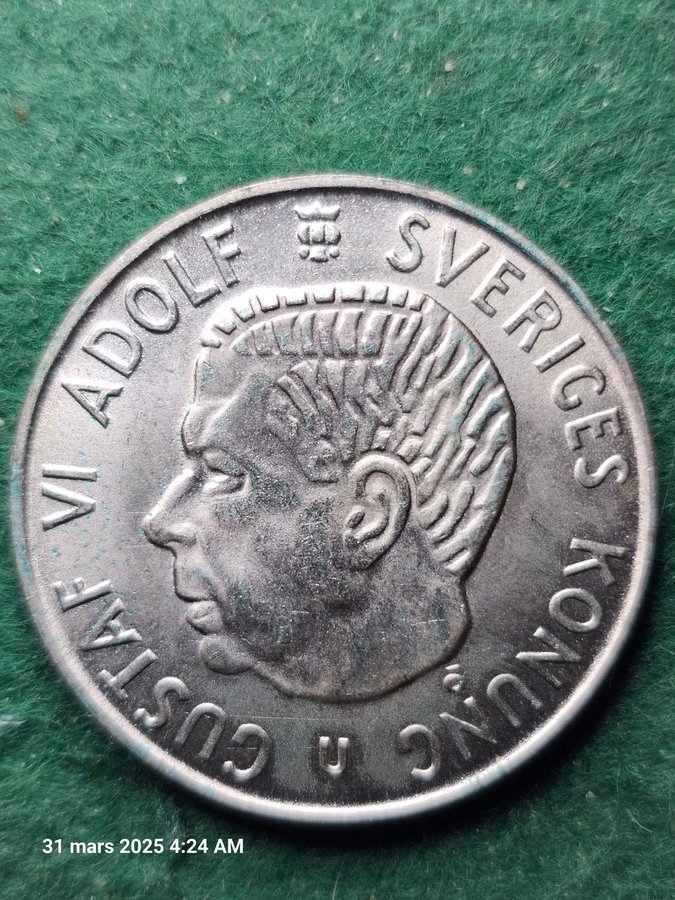 GUSTAF VI ADOLF SVERIGES KONUNG
U
31 mars 2025 4:24 AM